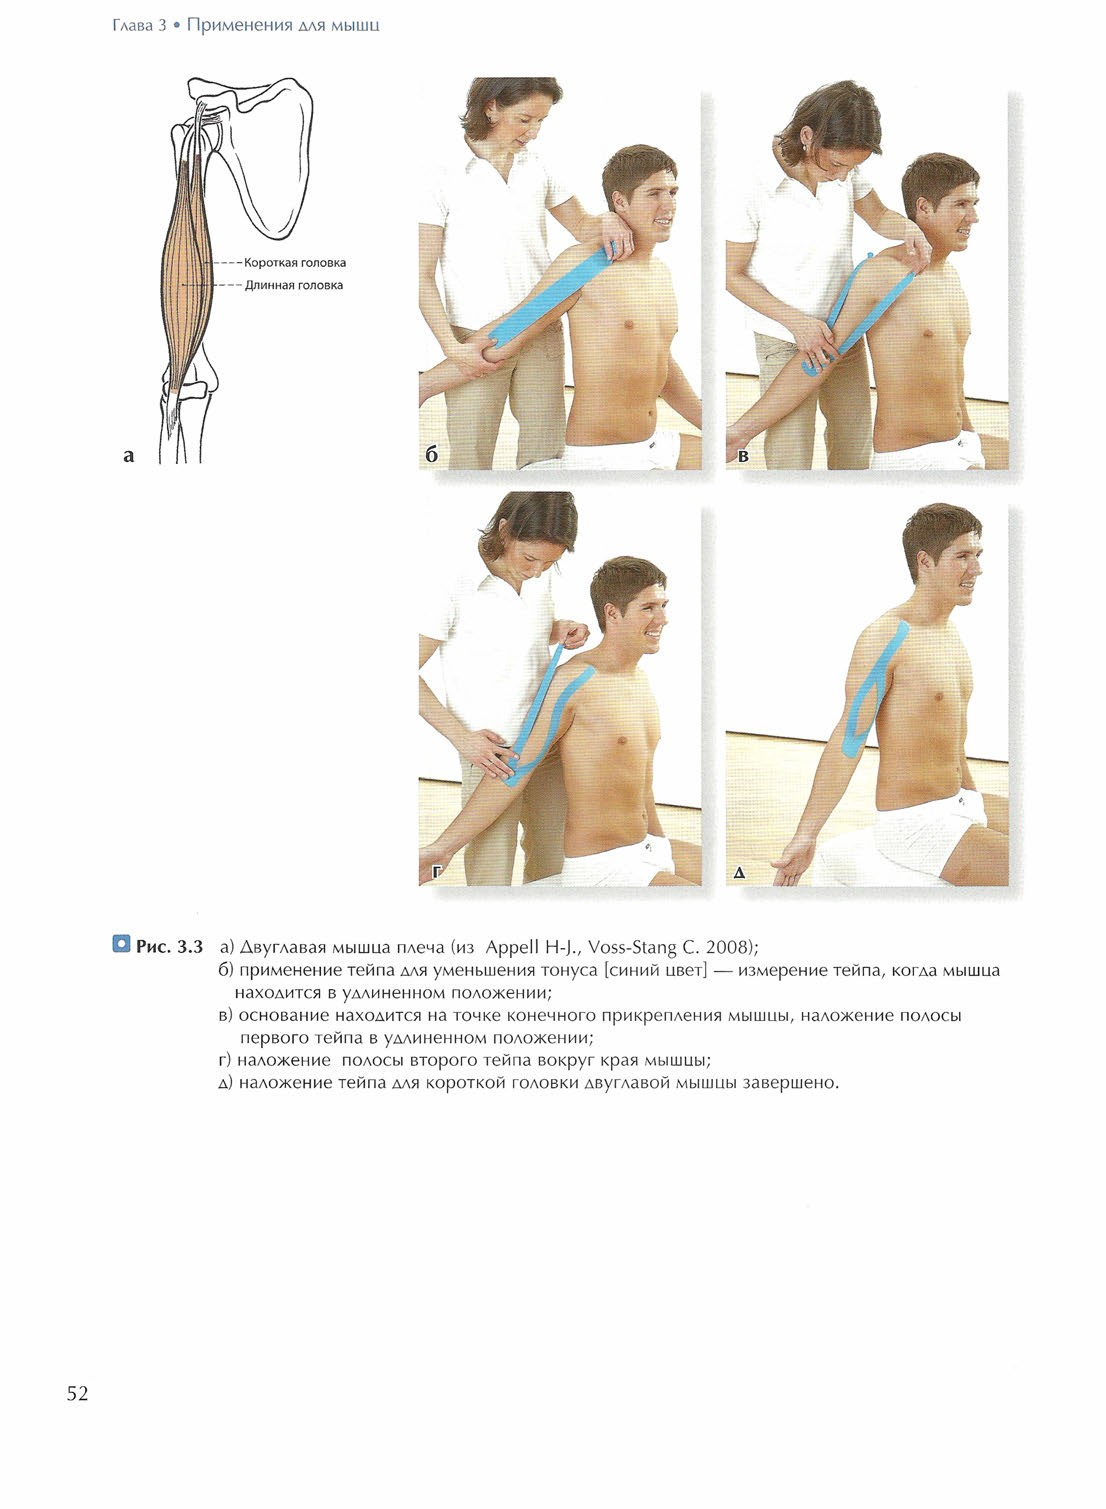 Глава 3 • Применения для мышц
Короткая головка
Длинная головка
а
б
в
г
д
Рис. 3.3 а) Двуглавая мышца плеча (из Appell H-J., Voss-Stang C. 2008);
б) применение тейпа для уменьшения тонуса [синий цвет] — измерение тейпа, когда мышца
находится в удлиненном положении;
в) основание находится на точке конечного прикрепления мышцы, наложение полосы
первого тейпа в удлиненном положении;
г) наложение полосы второго тейпа вокруг края мышцы;
д) наложение тейпа для короткой головки двуглавой мышцы завершено.
52